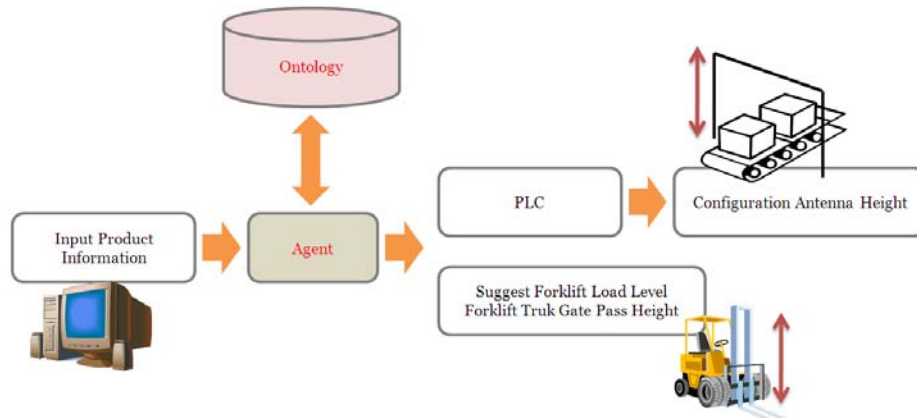 Ontology
Input Product
Information
Agent
PLC
Configuration Antenna Height
Suggest Forklift Load Level
Forklift Truk Gate Pass Height